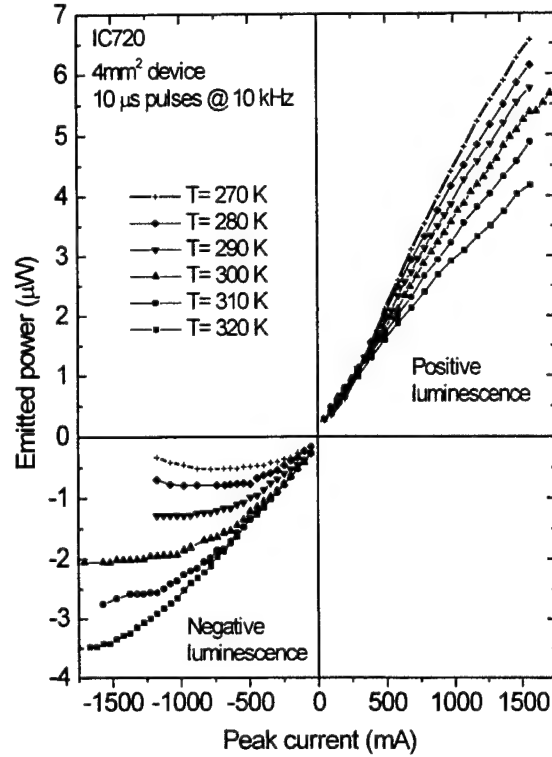 IC720
4mm² device
10 μs pulses @ 10 kHz
T= 270 K
T= 280 K
T= 290 K
T= 300 K
T= 310 K
T= 320 K
Positive
luminescence
Negative
luminescence
Emitted power (μW)
7
6
5
4
3
2
1
0
-1
-2
-3
-4
-1500 -1000 -500 0 500 1000 1500
Peak current (mA)